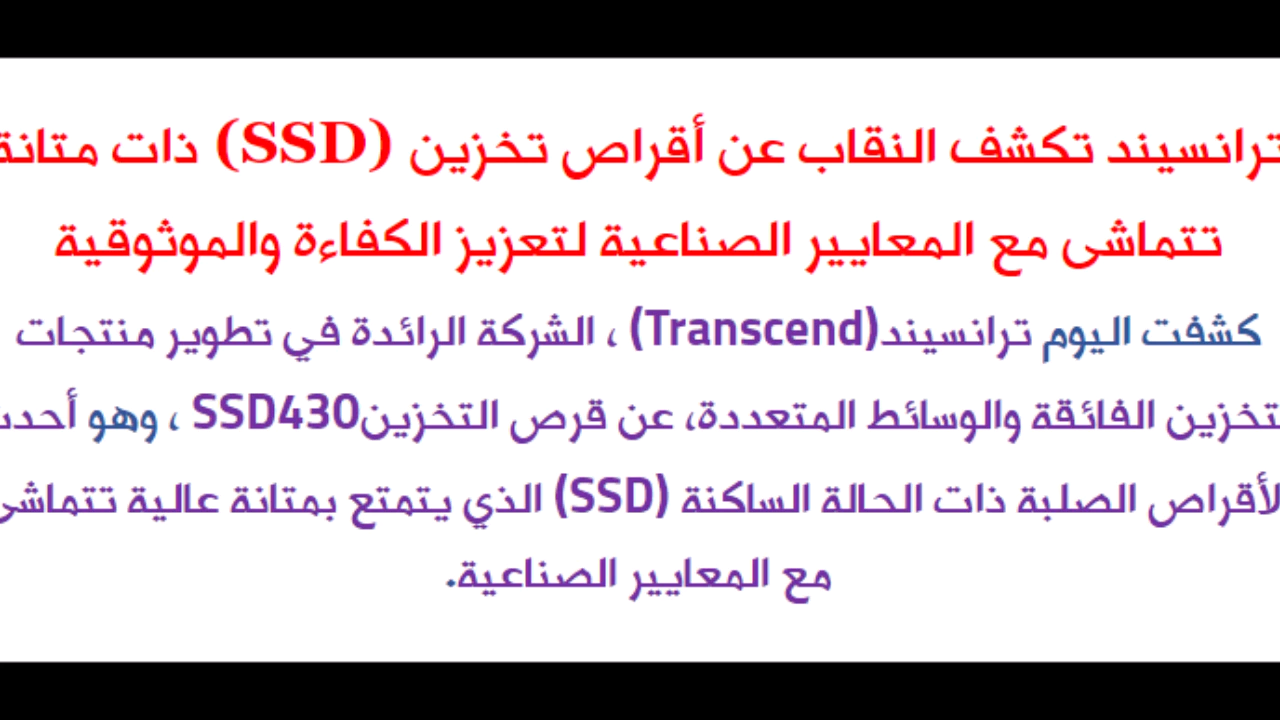 ترانسيند تكشف النقاب عن أقراص تخزين (SSD) ذات متانة
تتماشى مع المعايير الصناعية لتعزيز الكفاءة والموثوقية
كشفت اليوم ترانسيند(Transcend) ، الشركة الرائدة في تطوير منتجات
لتخزين الفائقة والوسائط المتعددة، عن قرص التخزينSSD430 ، وهو أحدث
لأقراص الصلبة ذات الحالة الساكنة (SSD) الذي يتمتع بمتانة عالية تتماشى
مع المعايير الصناعية.